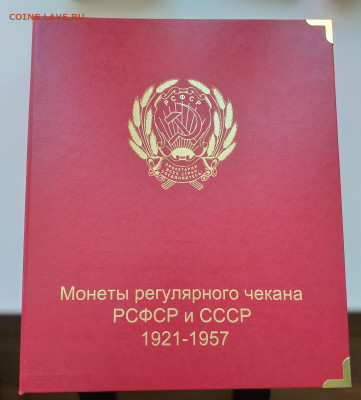 COINS.LAVE.RU
РСФСР
Монеты регулярного чекана
РСФСР и СССР
1921-1957